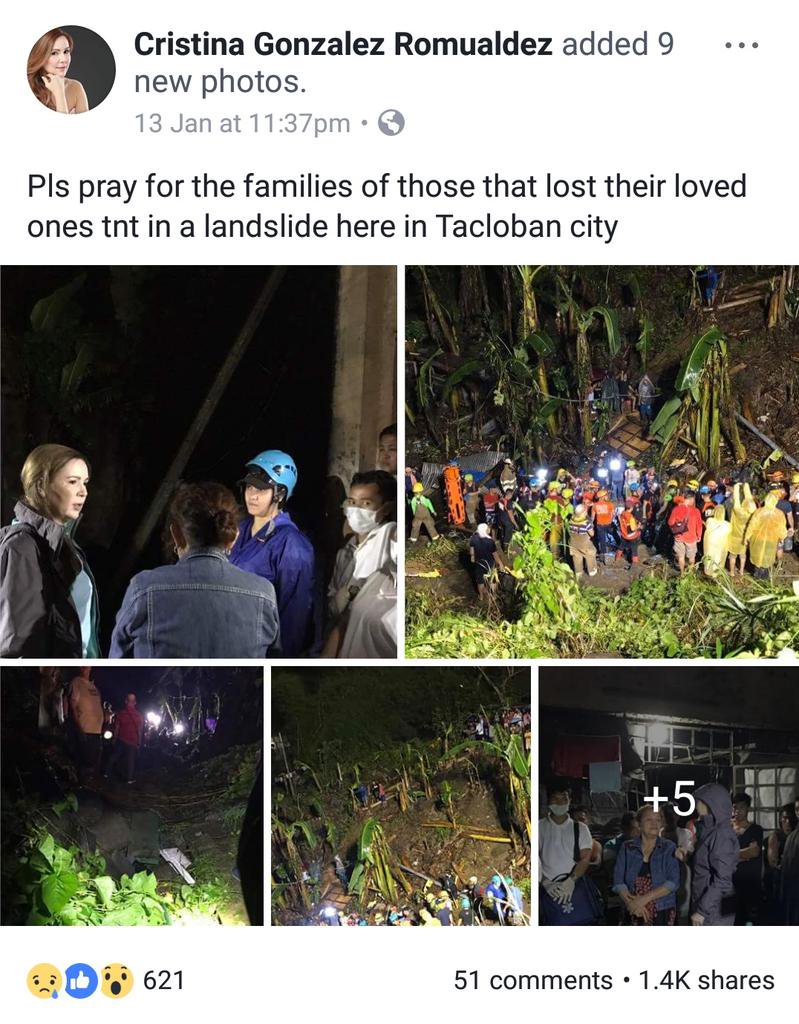 Cristina Gonzalez Romualdez added 9
new photos.
13 Jan at 11:37pm •
Pls pray for the families of those that lost their loved
ones tnt in a landslide here in Tacloban city
+5
621
51 comments • 1.4K shares